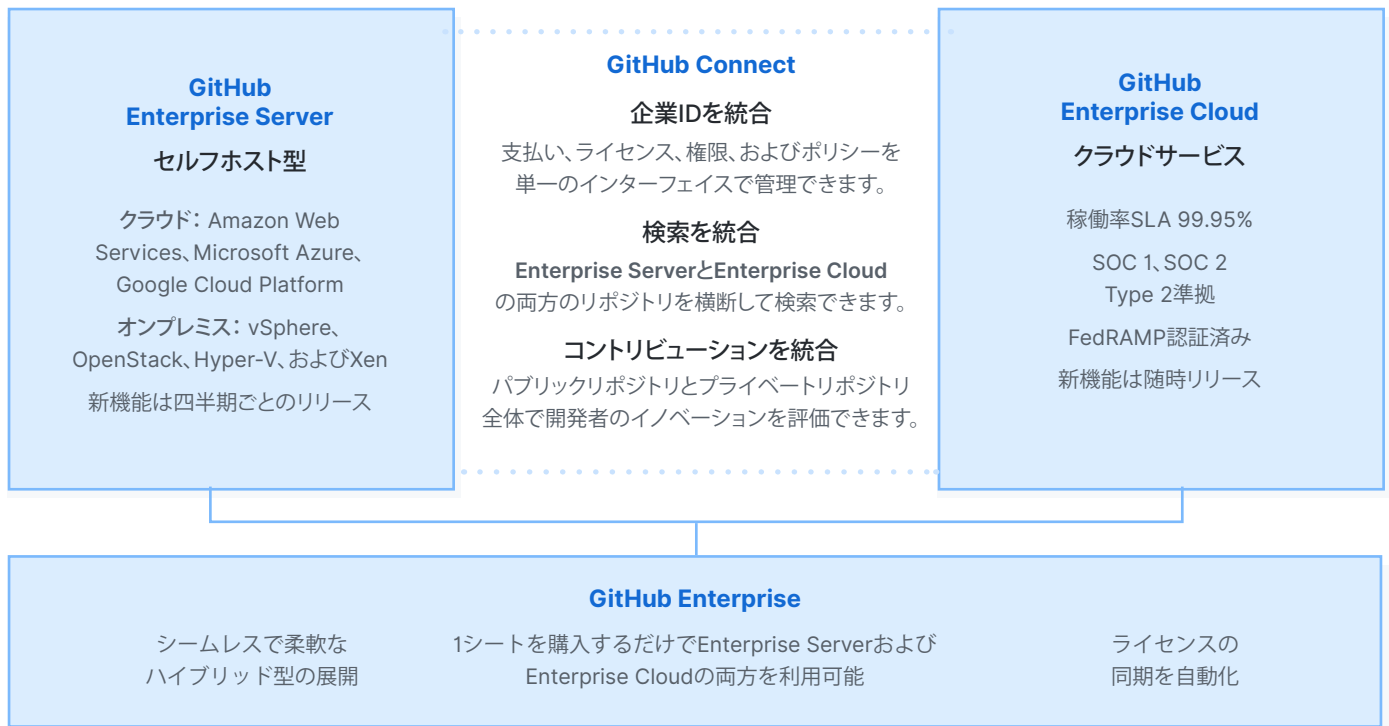 GitHub
Enterprise Server
セルフホスト型
クラウド： Amazon Web
Services、Microsoft Azure、
Google Cloud Platform
オンプレミス： vSphere、
OpenStack、Hyper-V、およびXen
新機能は四半期ごとのリリース
GitHub Connect
企業IDを統合
支払い、ライセンス、権限、およびポリシーを
単一のインターフェイスで管理できます。
検索を統合
Enterprise ServerとEnterprise Cloud
の両方のリポジトリを横断して検索できます。
コントリビューションを統合
パブリックリポジトリとプライベートリポジトリ
全体で開発者のイノベーションを評価できます。
GitHub
Enterprise Cloud
クラウドサービス
稼働率SLA 99.95%
SOC 1、SOC 2
Type 2準拠
FedRAMP認証済み
新機能は随時リリース
GitHub Enterprise
シームレスで柔軟な
ハイブリッド型の展開
1シートを購入するだけでEnterprise Serverおよび
Enterprise Cloudの両方を利用可能
ライセンスの
同期を自動化